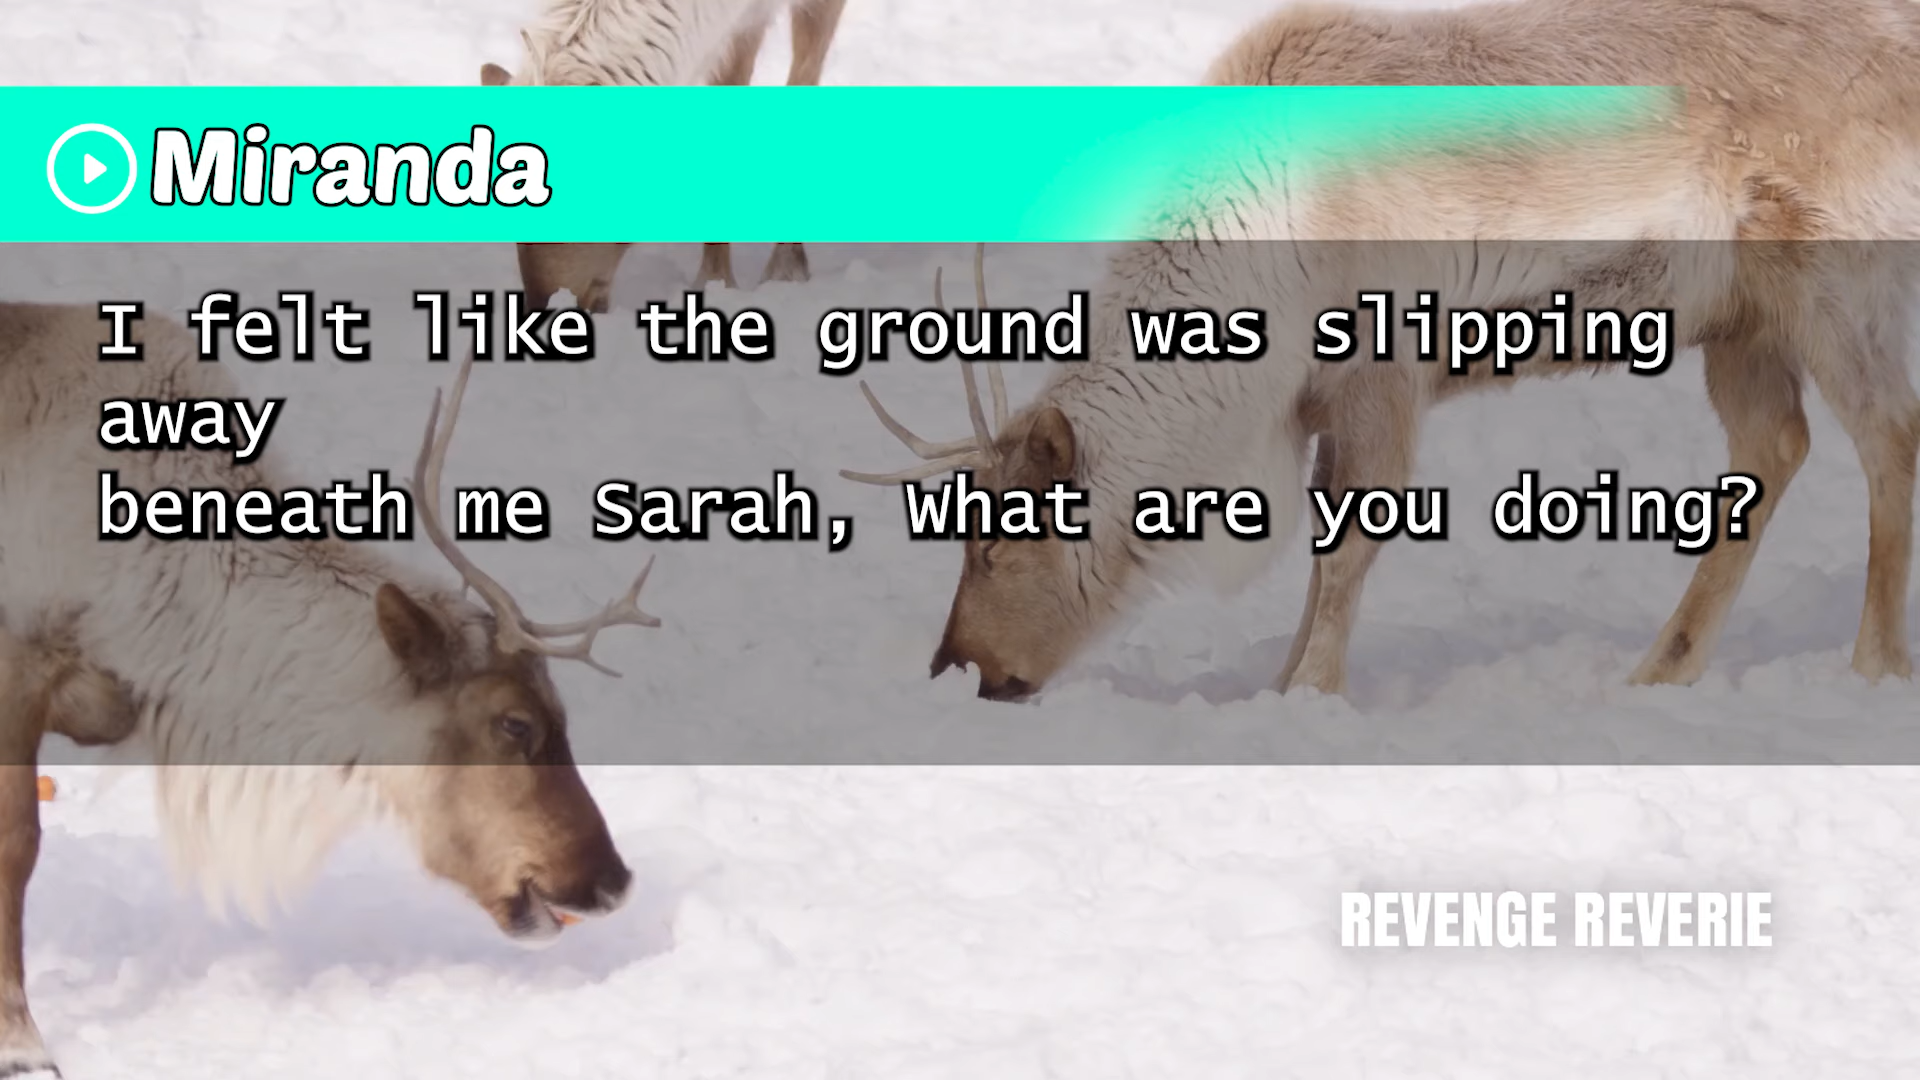 Miranda
I felt like the ground was slipping
away
beneath me Sarah, What are you doing?
REVENGE REVERIE